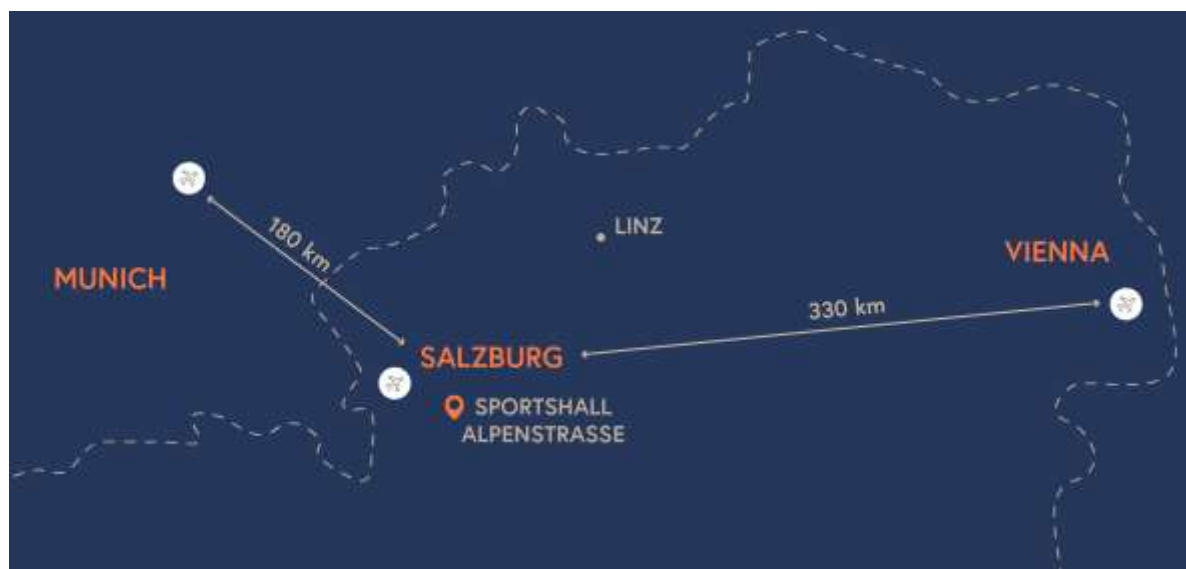 LINZ
180 km
VIENNA
MUNICH
330 km
SALZBURG
SPORTSHALL
ALPENSTRASSE